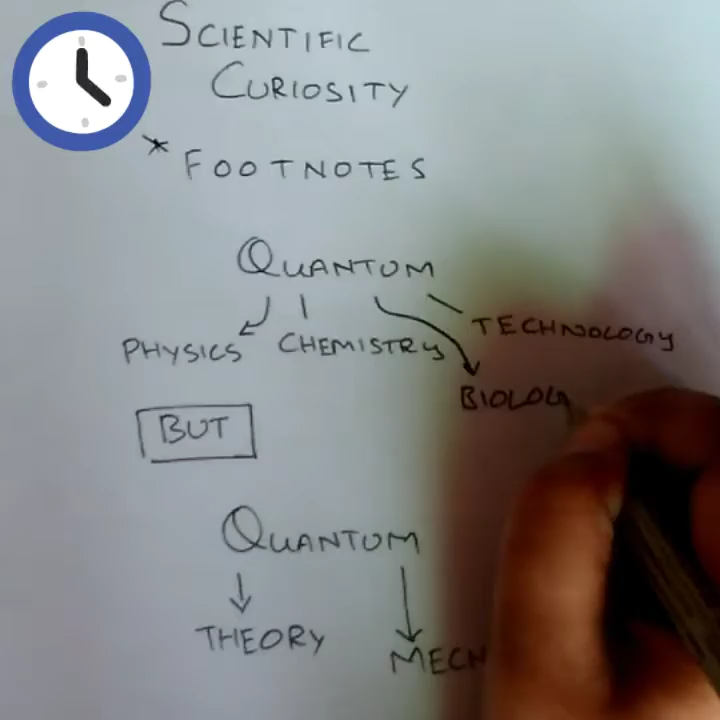 SCIENTIFIC
CURIOSITY
* FOOTNOTES
QUANTUM
PHYSICS CHEMISTRY TECHNOLOGY
BIOLOG
BUT
QUANTUM
THEORY MECH